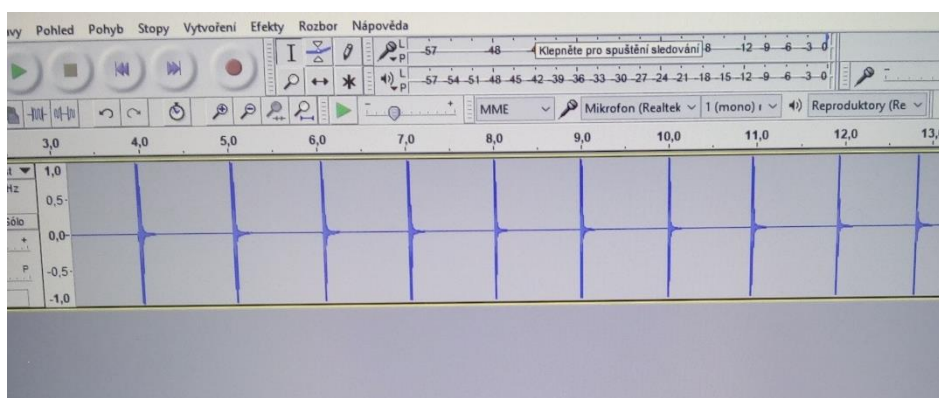 vy Pohled Pohyb Stopy Vytvoření Efekty Rozbor Nápověda
L P -57 -48 Klepněte pro spuštění sledování 8 -12 -9 -6 -3 0
L P -57 -54 -51 -48 -45 -42 -39 -36 -33 -30 -27 -24 -21 -18 -15 -12 -9 -6 -3 0
- + MME Mikrofon (Realtek 1 (mono) Reproduktory (Re
3,0 4,0 5,0 6,0 7,0 8,0 9,0 10,0 11,0 12,0 13,
1,0
Hz
0,5
Sólo
0,0
+
P -0,5
-1,0